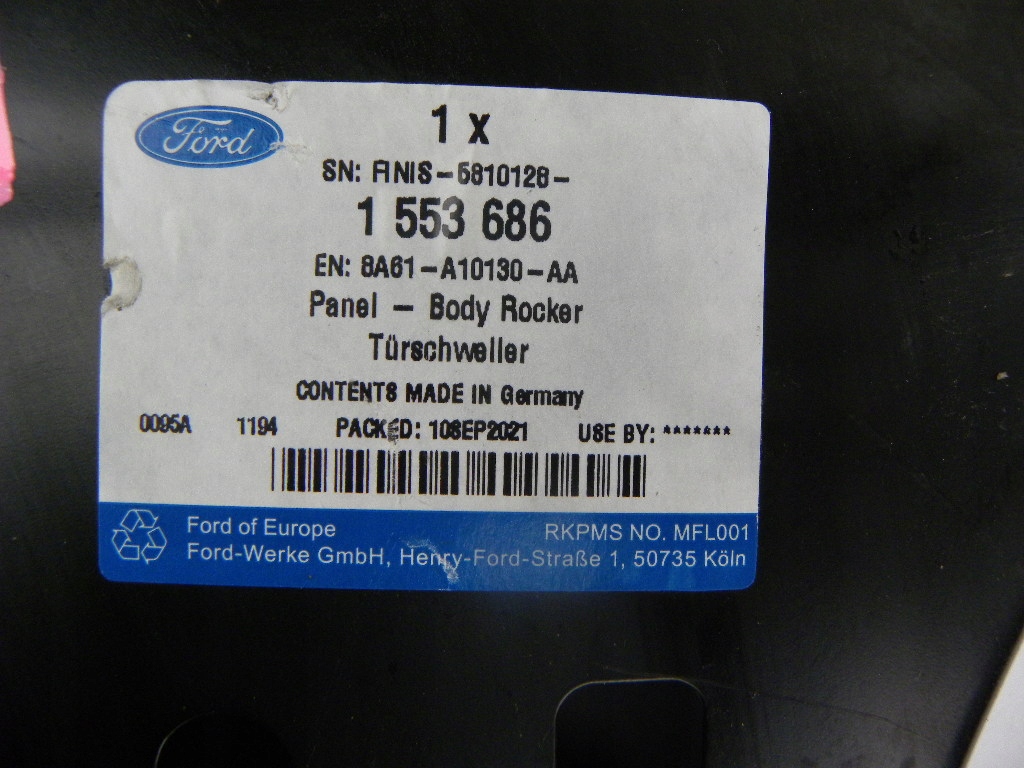 Ford
1 x
SN: FINIS-5810128-
1 553 686
EN: 8A61-A10130-AA
Panel - Body Rocker
Türschweller
CONTENTS MADE IN Germany
0095A 1194 PACKED: 10SEP2021 USE BY: *******
Ford of Europe RKPMS NO. MFL001
Ford-Werke GmbH, Henry-Ford-Straße 1, 50735 Köln